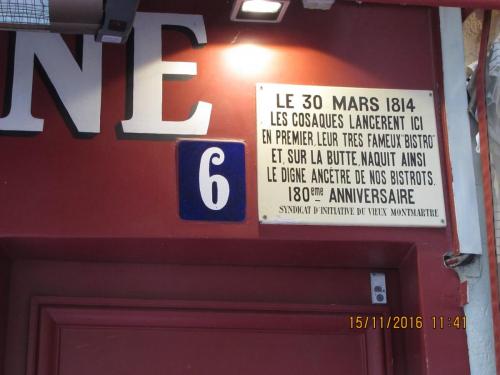 NE
6
LE 30 MARS 1814
LES COSAQUES LANCERENT ICI
EN PREMIER, LEUR TRES FAMEUX "BISTRO"
ET, SUR LA BUTTE, NAQUIT AINSI
LE DIGNE ANCÊTRE DE NOS BISTROTS.
180eme ANNIVERSAIRE
SYNDICAT D'INITIATIVE DU VIEUX MONTMARTRE
15/11/2016 11:41